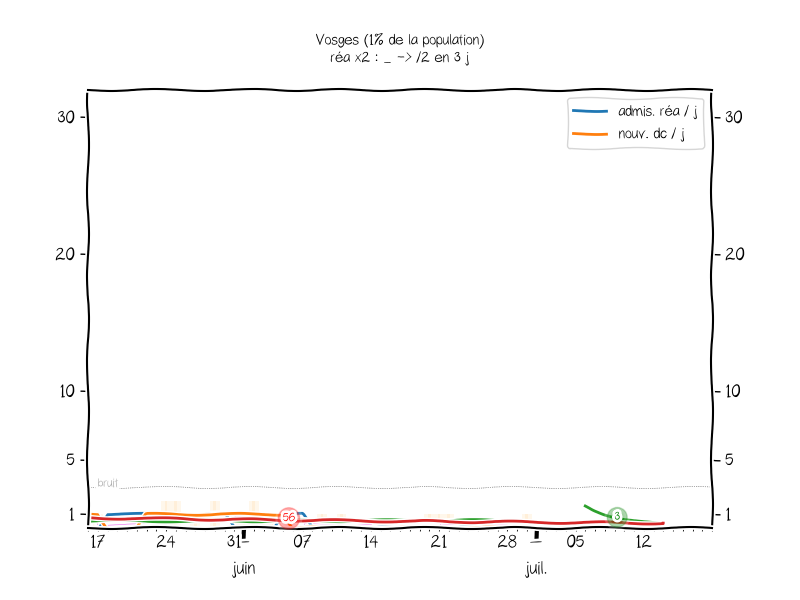 Vosges (1% de la population)
réa x2 : _ -> /2 en 3 j
admis. réa / j
nouv. dc / j
30
30
20
20
10
10
5
5
bruit
1
1
56
3
17 24 31 07 14 21 28 05 12
juin juil.